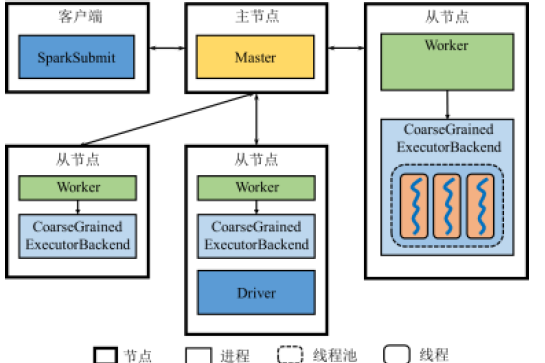 客户端
SparkSubmit
主节点
Master
从节点
Worker
CoarseGrained
ExecutorBackend
从节点
Worker
CoarseGrained
ExecutorBackend
从节点
Worker
CoarseGrained
ExecutorBackend
Driver
节点
进程
线程池
线程